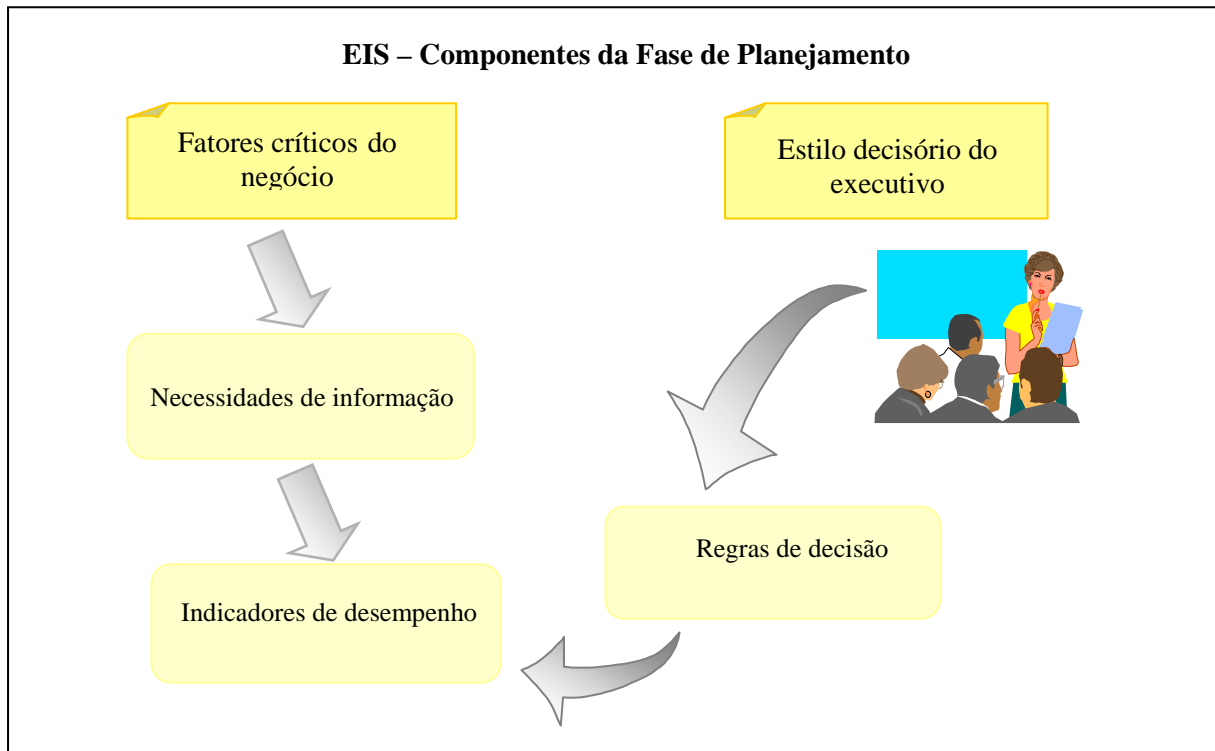 EIS – Componentes da Fase de Planejamento
Fatores críticos do
negócio
Estilo decisório do
executivo
Necessidades de informação
Regras de decisão
Indicadores de desempenho